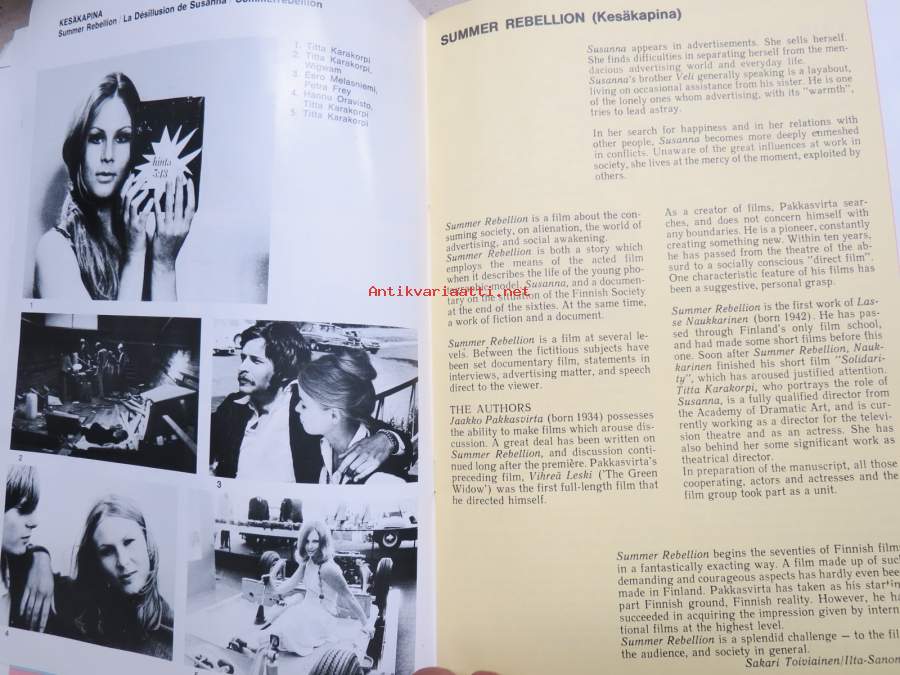 KESÄKAPINA
Summer Rebellion / La Désillusion de Susanna / Sommerrebellion
1. Titta Karakorpi
2. Titta Karakorpi,
Wigwam
3. Eero Melasniemi,
Petra Frey
4. Hannu Oravisto,
Titta Karakorpi
5. Titta Karakorpi
hinta
5:13
1
2
3
4
5
SUMMER REBELLION (Kesäkapina)
Susanna appears in advertisements. She sells herself.
She finds difficulties in separating herself from the men-
dacious advertising world and everyday life.
Susanna's brother Veli generally speaking is a layabout,
living on occasional assistance from his sister. He is one
of the lonely ones whom advertising, with its "warmth",
tries to lead astray.
In her search for happiness and in her relations with
other people, Susanna becomes more deeply enmeshed
in conflicts. Unaware of the great influences at work in
society, she lives at the mercy of the moment, exploited by
others.
Summer Rebellion is a film about the con-
suming society, on alienation, the world of
advertising, and social awakening.
Summer Rebellion is both a story which
employs the means of the acted film
when it describes the life of the young pho-
tographic model, Susanna, and a documen-
tary on the situation of the Finnish Society
at the end of the sixties. At the same time,
a work of fiction and a document.
Summer Rebellion is a film at several le-
vels. Between the fictitious subjects have
been set documentary film, statements in
interviews, advertising matter, and speech
direct to the viewer.
THE AUTHORS
Jaakko Pakkasvirta (born 1934) possesses
the ability to make films which arouse dis-
cussion. A great deal has been written on
Summer Rebellion, and discussion conti-
nued long after the première. Pakkasvirta's
preceding film, Vihreä Leski ('The Green
Widow') was the first full-length film that
he directed himself.
As a creator of films, Pakkasvirta sear-
ches, and does not concern himself with
any boundaries. He is a pioneer, constantly
creating something new. Within ten years,
he has passed from the theatre of the ab-
surd to a socially conscious "direct film".
One characteristic feature of his films has
been a suggestive, personal grasp.
Summer Rebellion is the first work of Las-
se Naukkarinen (born 1942). He has pas-
sed through Finland's only film school,
and had made some short films before this
one. Soon after Summer Rebellion, Nauk-
karinen finished his short film "Solidari-
ty", which has aroused justified attention.
Titta Karakorpi, who portrays the role of
Susanna, is a fully qualified director from
the Academy of Dramatic Art, and is cur-
rently working as a director for the televi-
sion theatre and as an actress. She has
also behind her some significant work as
theatrical director.
In preparation of the manuscript, all those
cooperating, actors and actresses and the
film group took part as a unit.
Summer Rebellion begins the seventies of Finnish film
in a fantastically exacting way. A film made up of such
demanding and courageous aspects has hardly even been
made in Finland. Pakkasvirta has taken as his starting
part Finnish ground, Finnish reality. However, he ha
succeeded in acquiring the impression given by intern
tional films at the highest level.
Summer Rebellion is a splendid challenge — to the fil
the audience, and society in general.
Sakari Toiviainen/Ilta-Sanom
Antikvariaatti.net